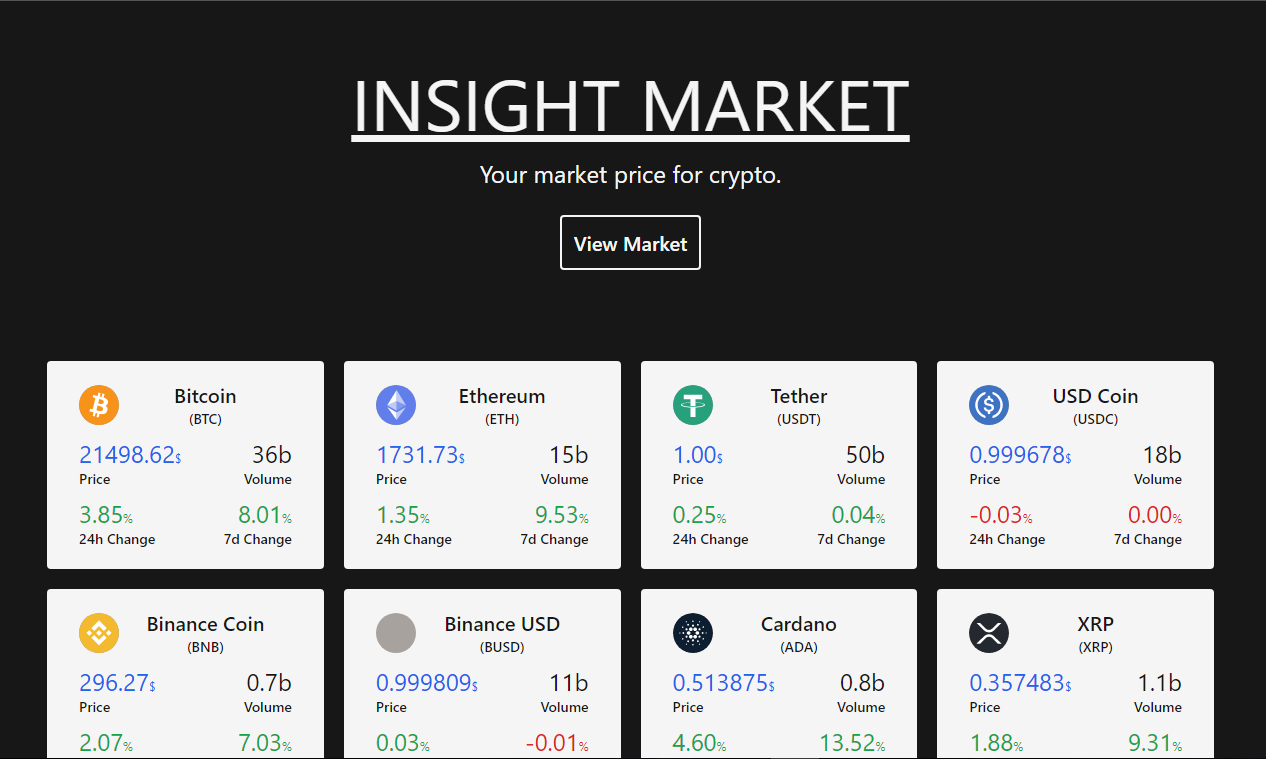 INSIGHT MARKET
Your market price for crypto.
View Market
Bitcoin
(BTC)
21498.62$ 36b
Price Volume
3.85% 8.01%
24h Change 7d Change
Ethereum
(ETH)
1731.73$ 15b
Price Volume
1.35% 9.53%
24h Change 7d Change
Tether
(USDT)
1.00$ 50b
Price Volume
0.25% 0.04%
24h Change 7d Change
USD Coin
(USDC)
0.999678$ 18b
Price Volume
-0.03% 0.00%
24h Change 7d Change
Binance Coin
(BNB)
296.27$ 0.7b
Price Volume
2.07% 7.03%
Binance USD
(BUSD)
0.999809$ 11b
Price Volume
0.03% -0.01%
Cardano
(ADA)
0.513875$ 0.8b
Price Volume
4.60% 13.52%
XRP
(XRP)
0.357483$ 1.1b
Price Volume
1.88% 9.31%